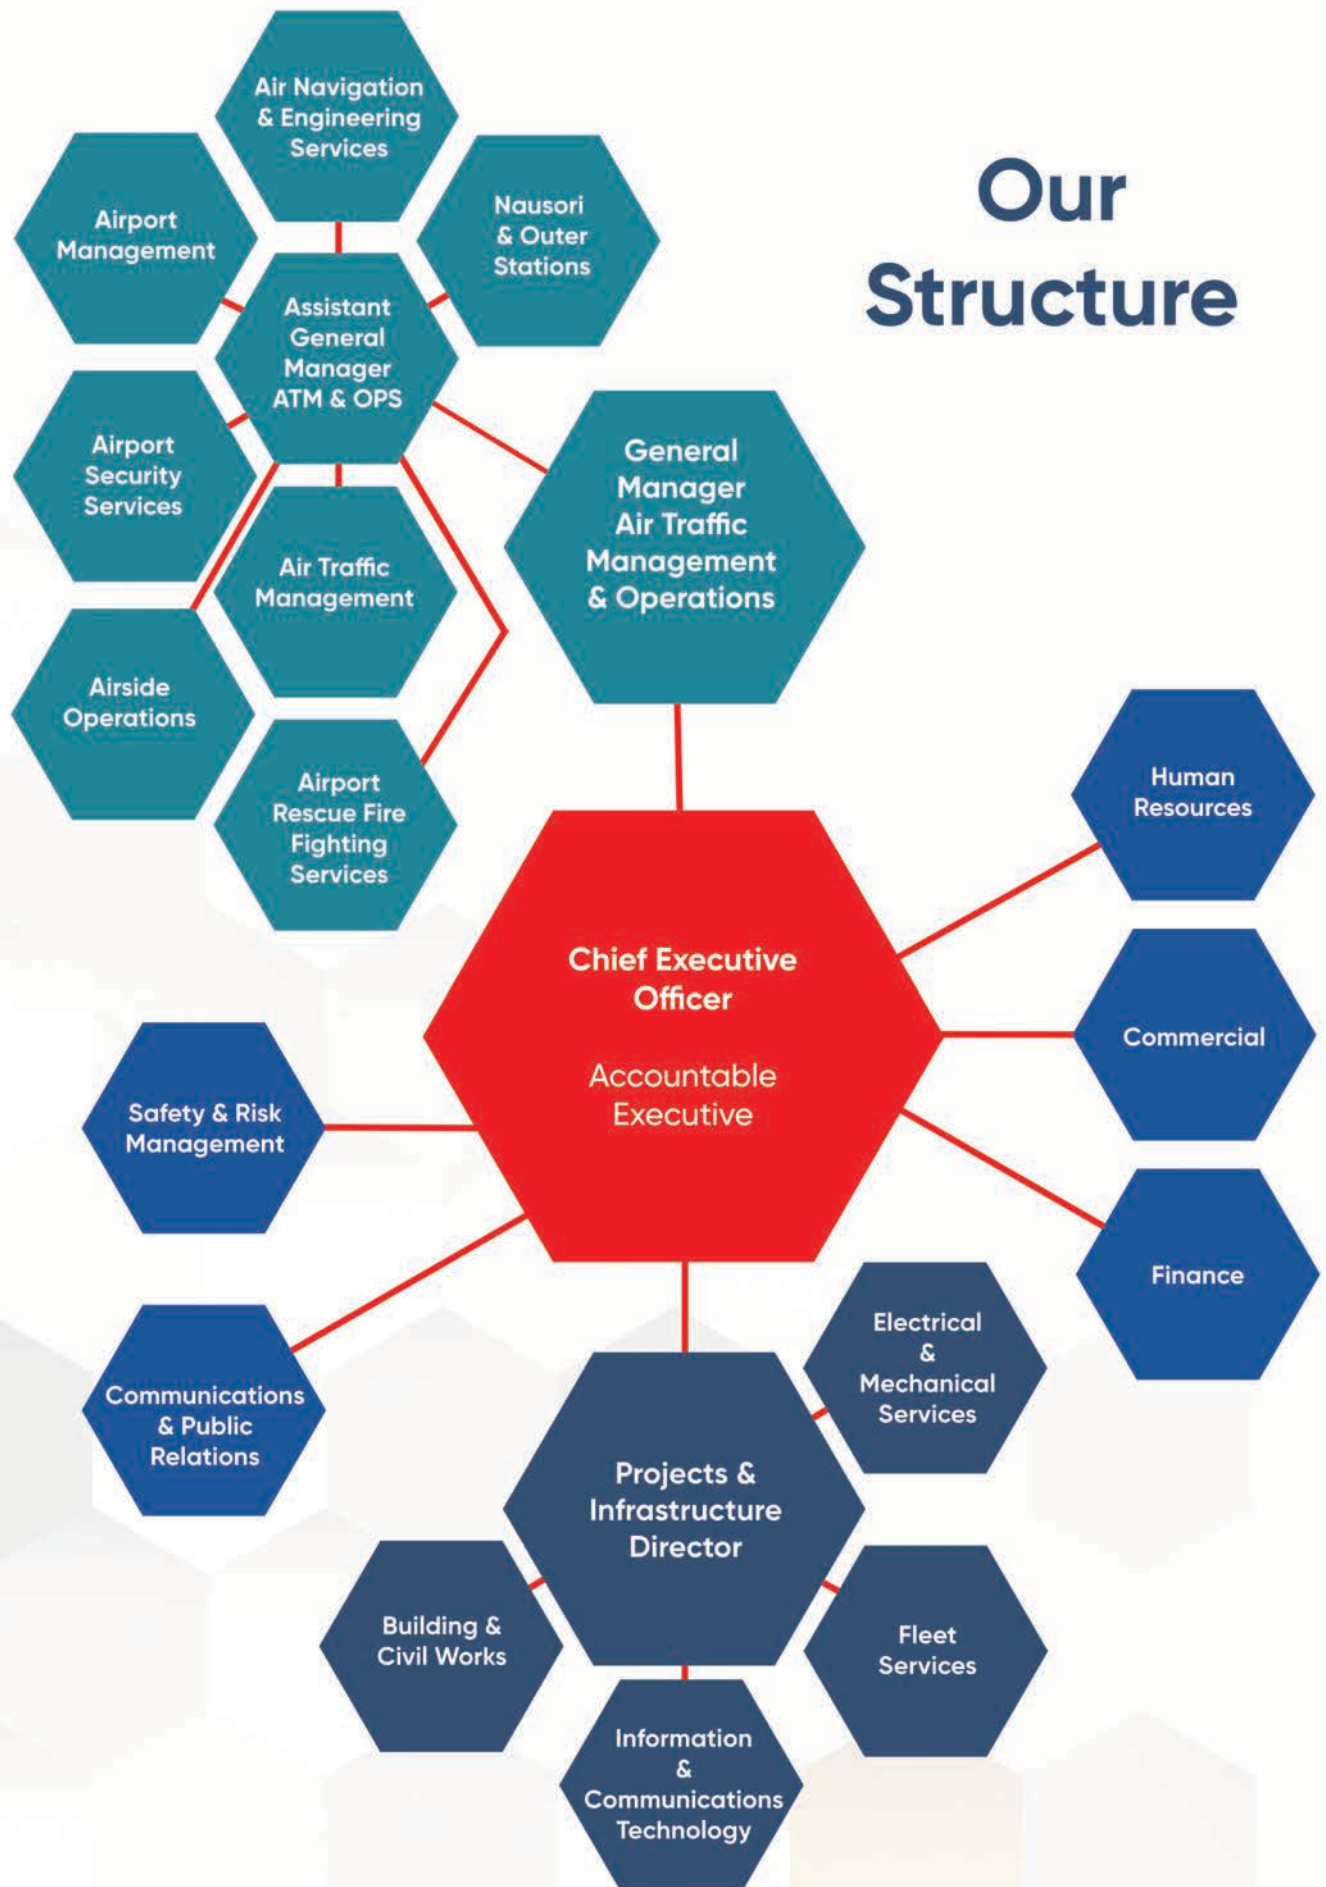 Our
Structure
Air Navigation
& Engineering
Services
Airport
Management
Nausori
& Outer
Stations
Assistant
General
Manager
ATM & OPS
Airport
Security
Services
General
Manager
Air Traffic
Management
& Operations
Air Traffic
Management
Airside
Operations
Airport
Rescue Fire
Fighting
Services
Human
Resources
Chief Executive
Officer
Accountable
Executive
Commercial
Safety & Risk
Management
Finance
Communications
& Public
Relations
Electrical
&
Mechanical
Services
Projects &
Infrastructure
Director
Building &
Civil Works
Fleet
Services
Information
&
Communications
Technology